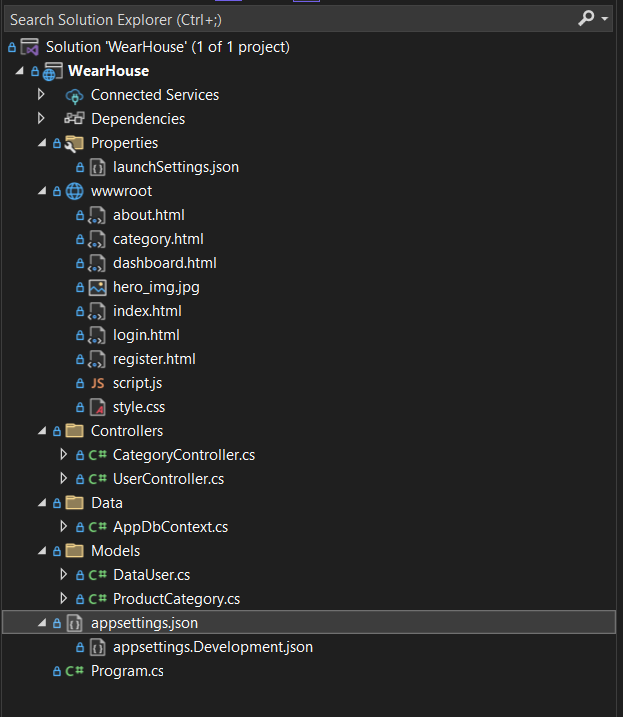 Search Solution Explorer (Ctrl+;)
Solution 'WearHouse' (1 of 1 project)
WearHouse
Connected Services
Dependencies
Properties
launchSettings.json
wwwroot
about.html
category.html
dashboard.html
hero_img.jpg
index.html
login.html
register.html
JS script.js
style.css
Controllers
C# CategoryController.cs
C# UserController.cs
Data
C# AppDbContext.cs
Models
C# DataUser.cs
C# ProductCategory.cs
appsettings.json
appsettings.Development.json
C# Program.cs